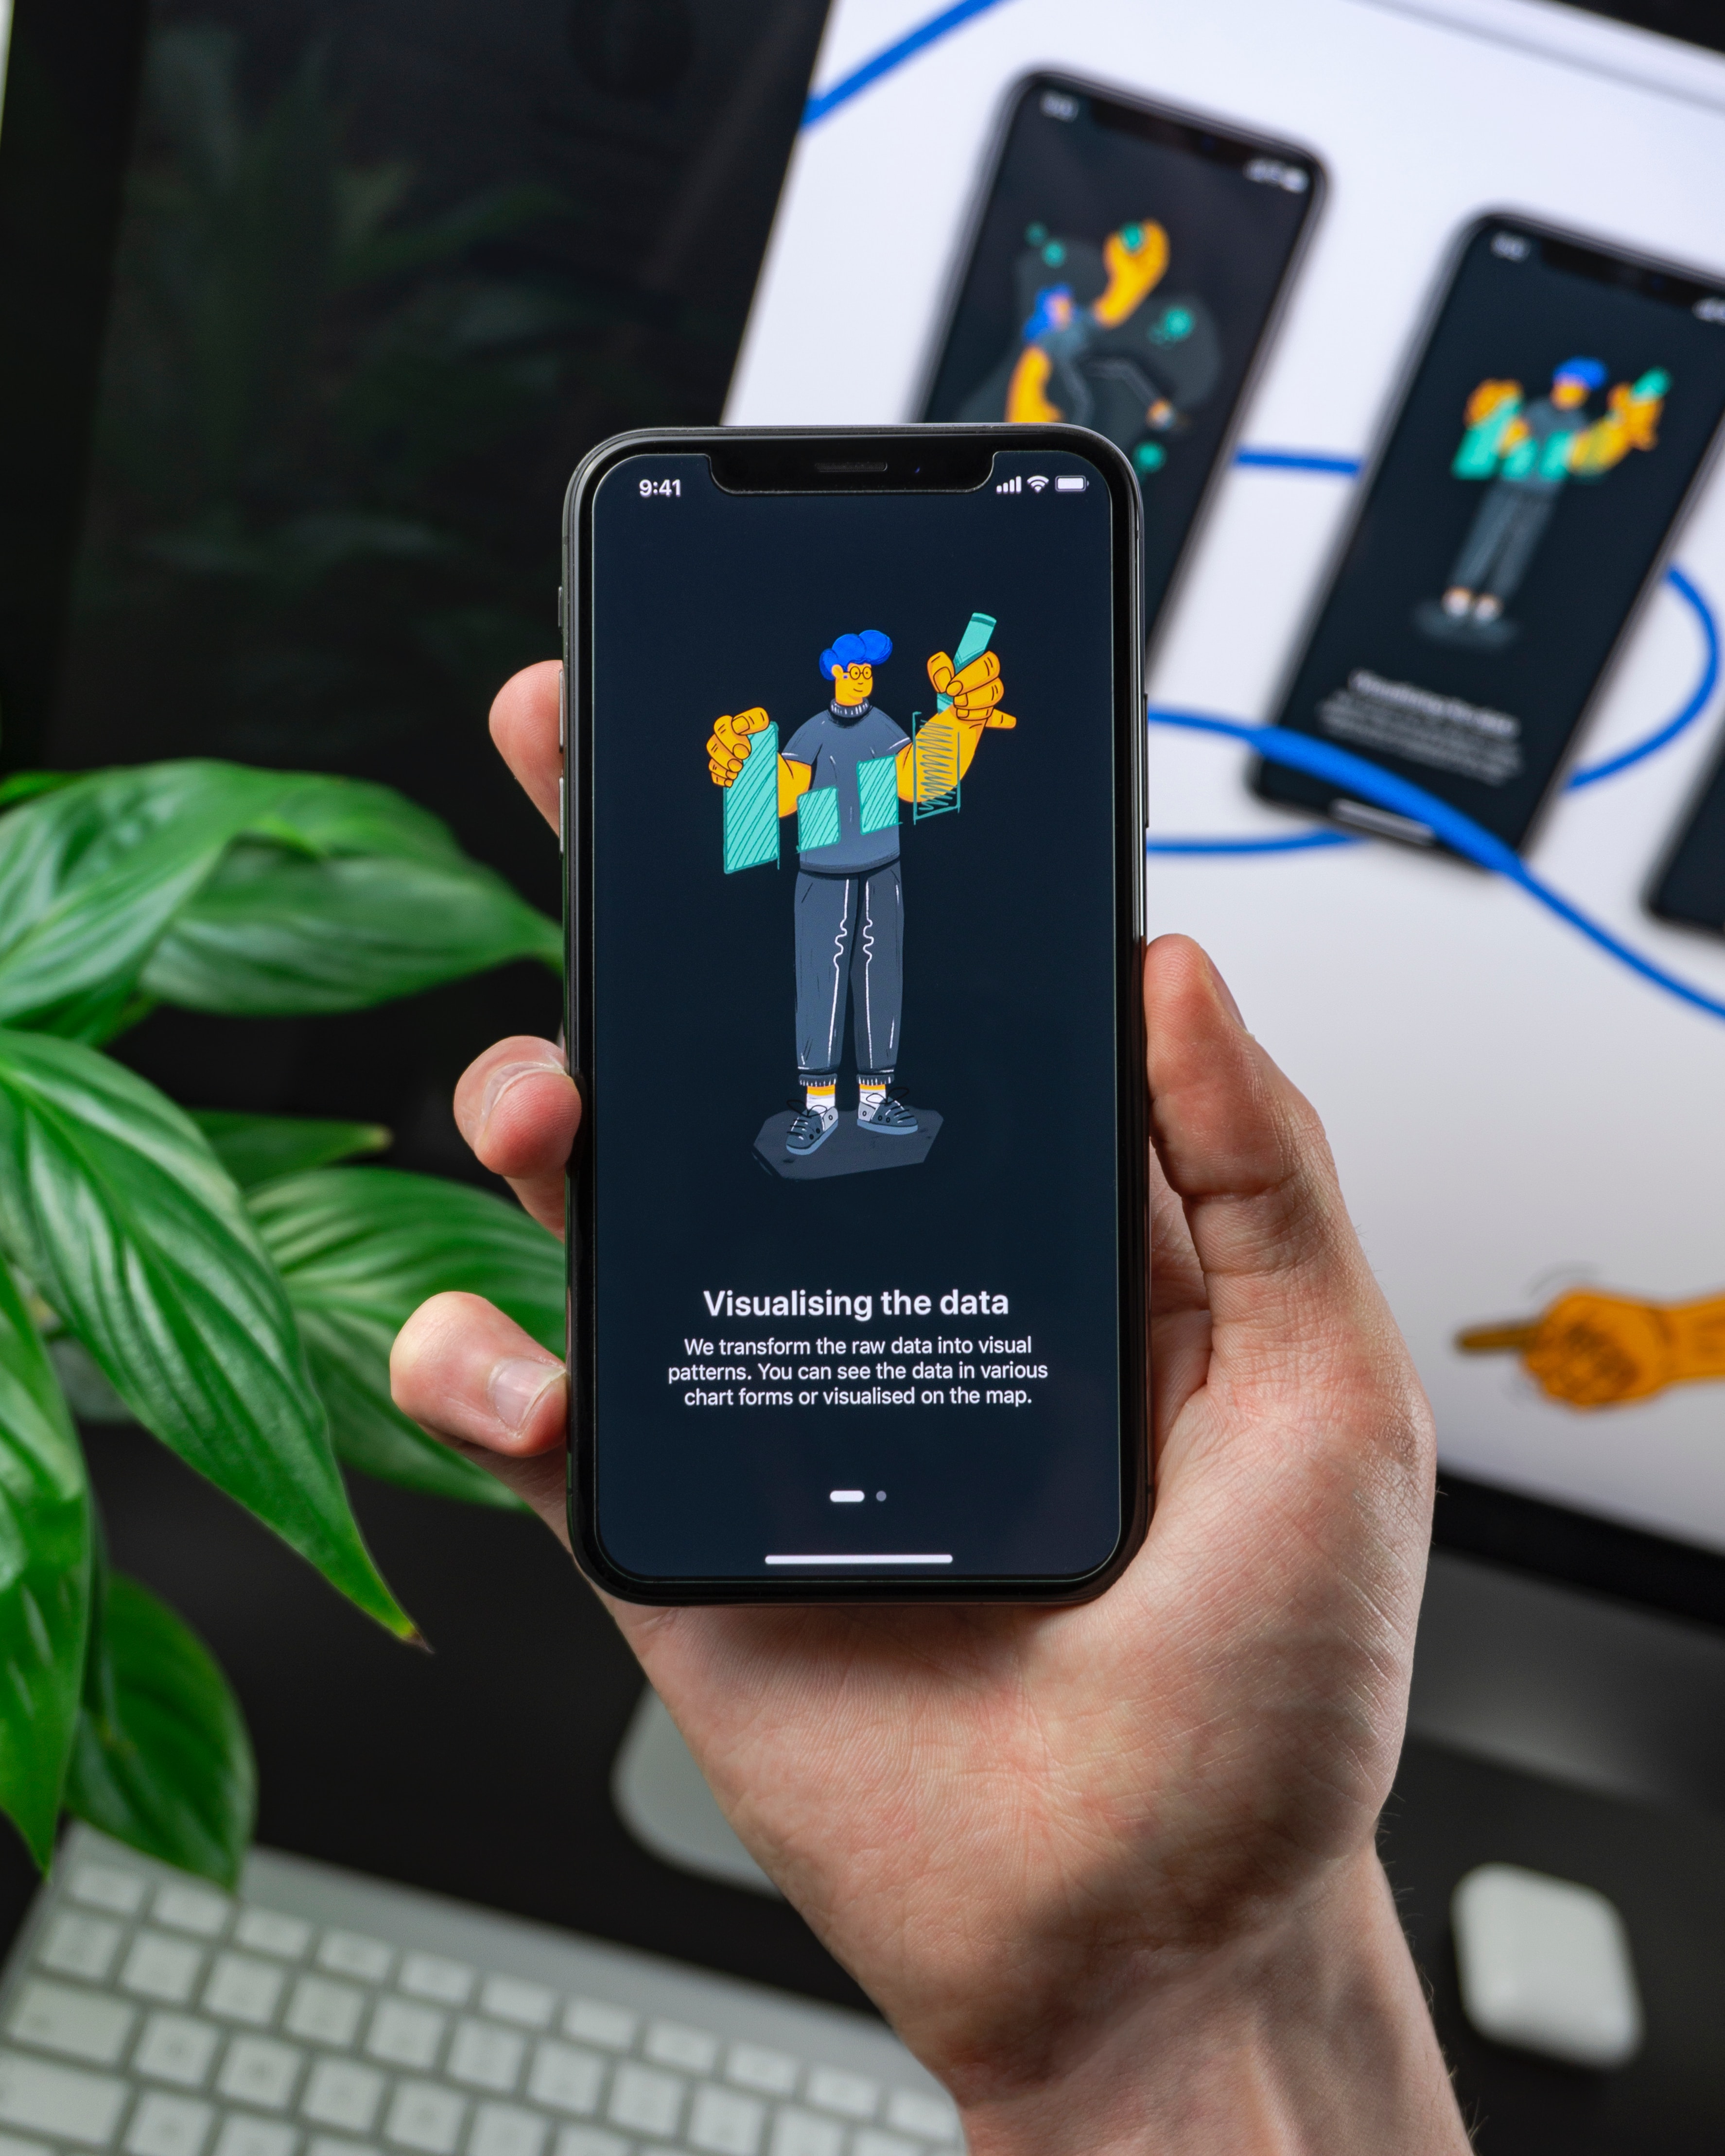 9:41
Visualising the data
We transform the raw data into visual
patterns. You can see the data in various
chart forms or visualised on the map.